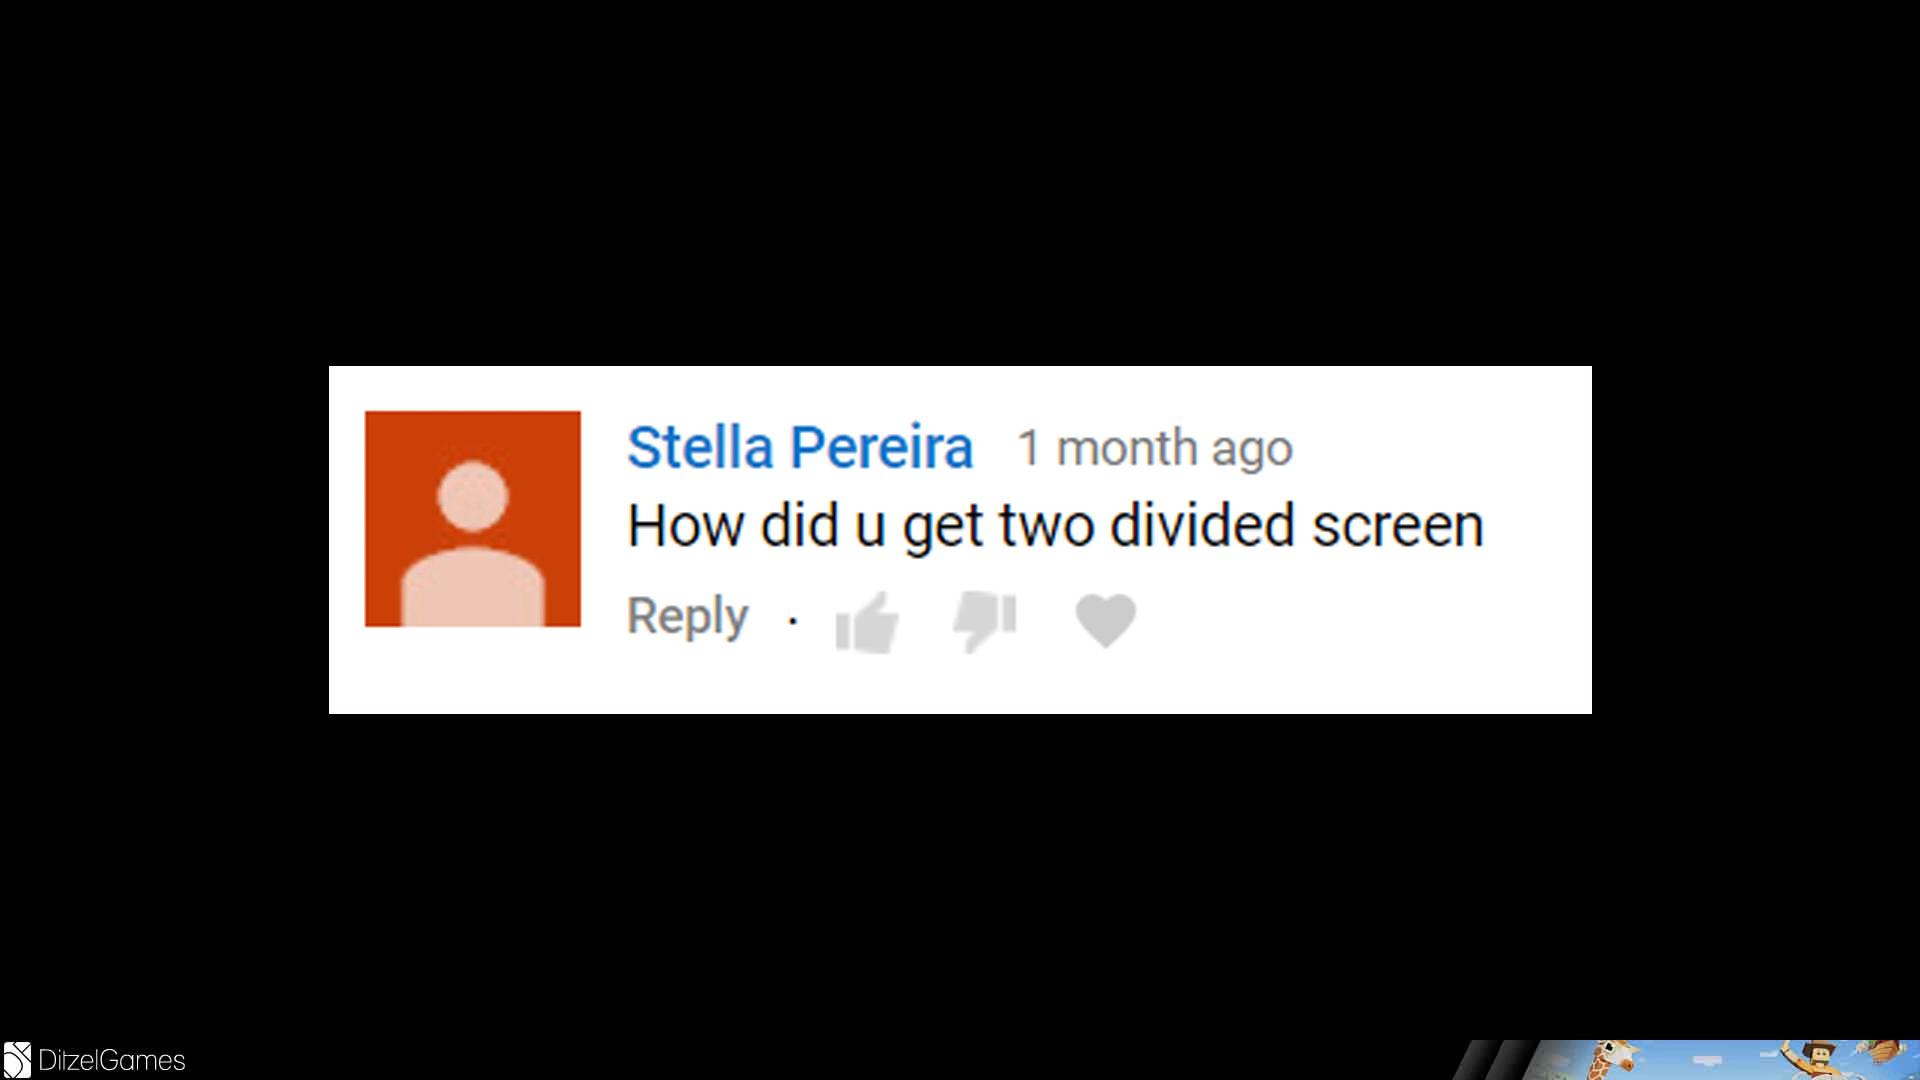 Stella Pereira 1 month ago
How did u get two divided screen
Reply ·
DitzelGames